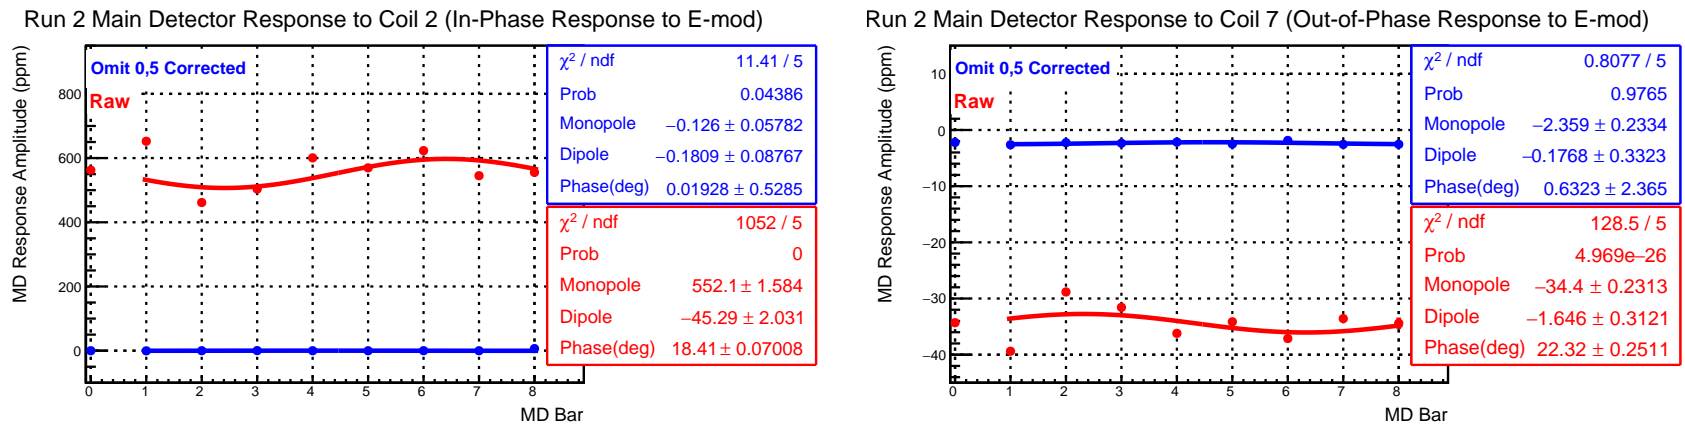 Run 2 Main Detector Response to Coil 2 (In-Phase Response to E-mod)
MD Response Amplitude (ppm)
Omit 0,5 Corrected
Raw
800
600
400
200
0
0 1 2 3 4 5 6 7 8
MD Bar
χ² / ndf 11.41 / 5
Prob 0.04386
Monopole −0.126 ± 0.05782
Dipole −0.1809 ± 0.08767
Phase(deg) 0.01928 ± 0.5285
χ² / ndf 1052 / 5
Prob 0
Monopole 552.1 ± 1.584
Dipole −45.29 ± 2.031
Phase(deg) 18.41 ± 0.07008
Run 2 Main Detector Response to Coil 7 (Out-of-Phase Response to E-mod)
MD Response Amplitude (ppm)
Omit 0,5 Corrected
Raw
10
0
−10
−20
−30
−40
0 1 2 3 4 5 6 7 8
MD Bar
χ² / ndf 0.8077 / 5
Prob 0.9765
Monopole −2.359 ± 0.2334
Dipole −0.1768 ± 0.3323
Phase(deg) 0.6323 ± 2.365
χ² / ndf 128.5 / 5
Prob 4.969e−26
Monopole −34.4 ± 0.2313
Dipole −1.646 ± 0.3121
Phase(deg) 22.32 ± 0.2511